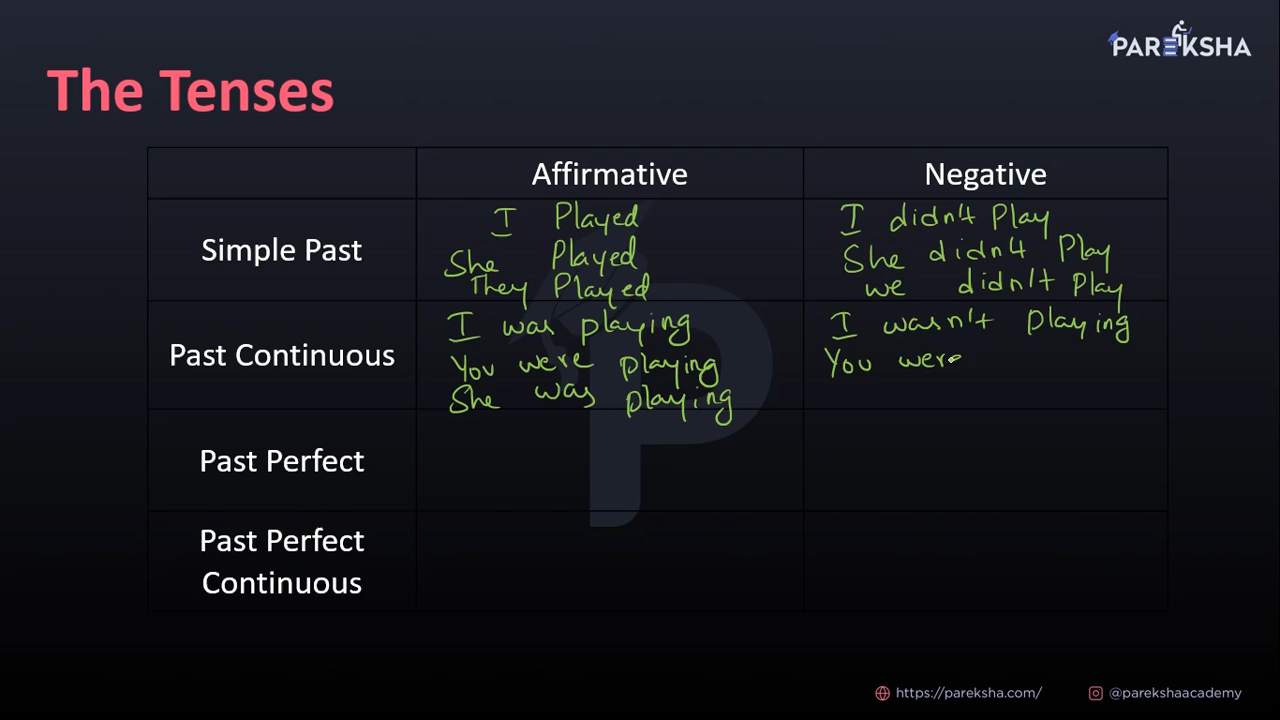 PAREKSHA
The Tenses
Affirmative
Negative
Simple Past
I Played
She Played
They Played
I didn't Play
She didn't Play
we didn't Play
Past Continuous
I was playing
You were playing
She was playing
I wasn't playing
You were
Past Perfect
Past Perfect
Continuous
https://pareksha.com/
@parekshaacademy